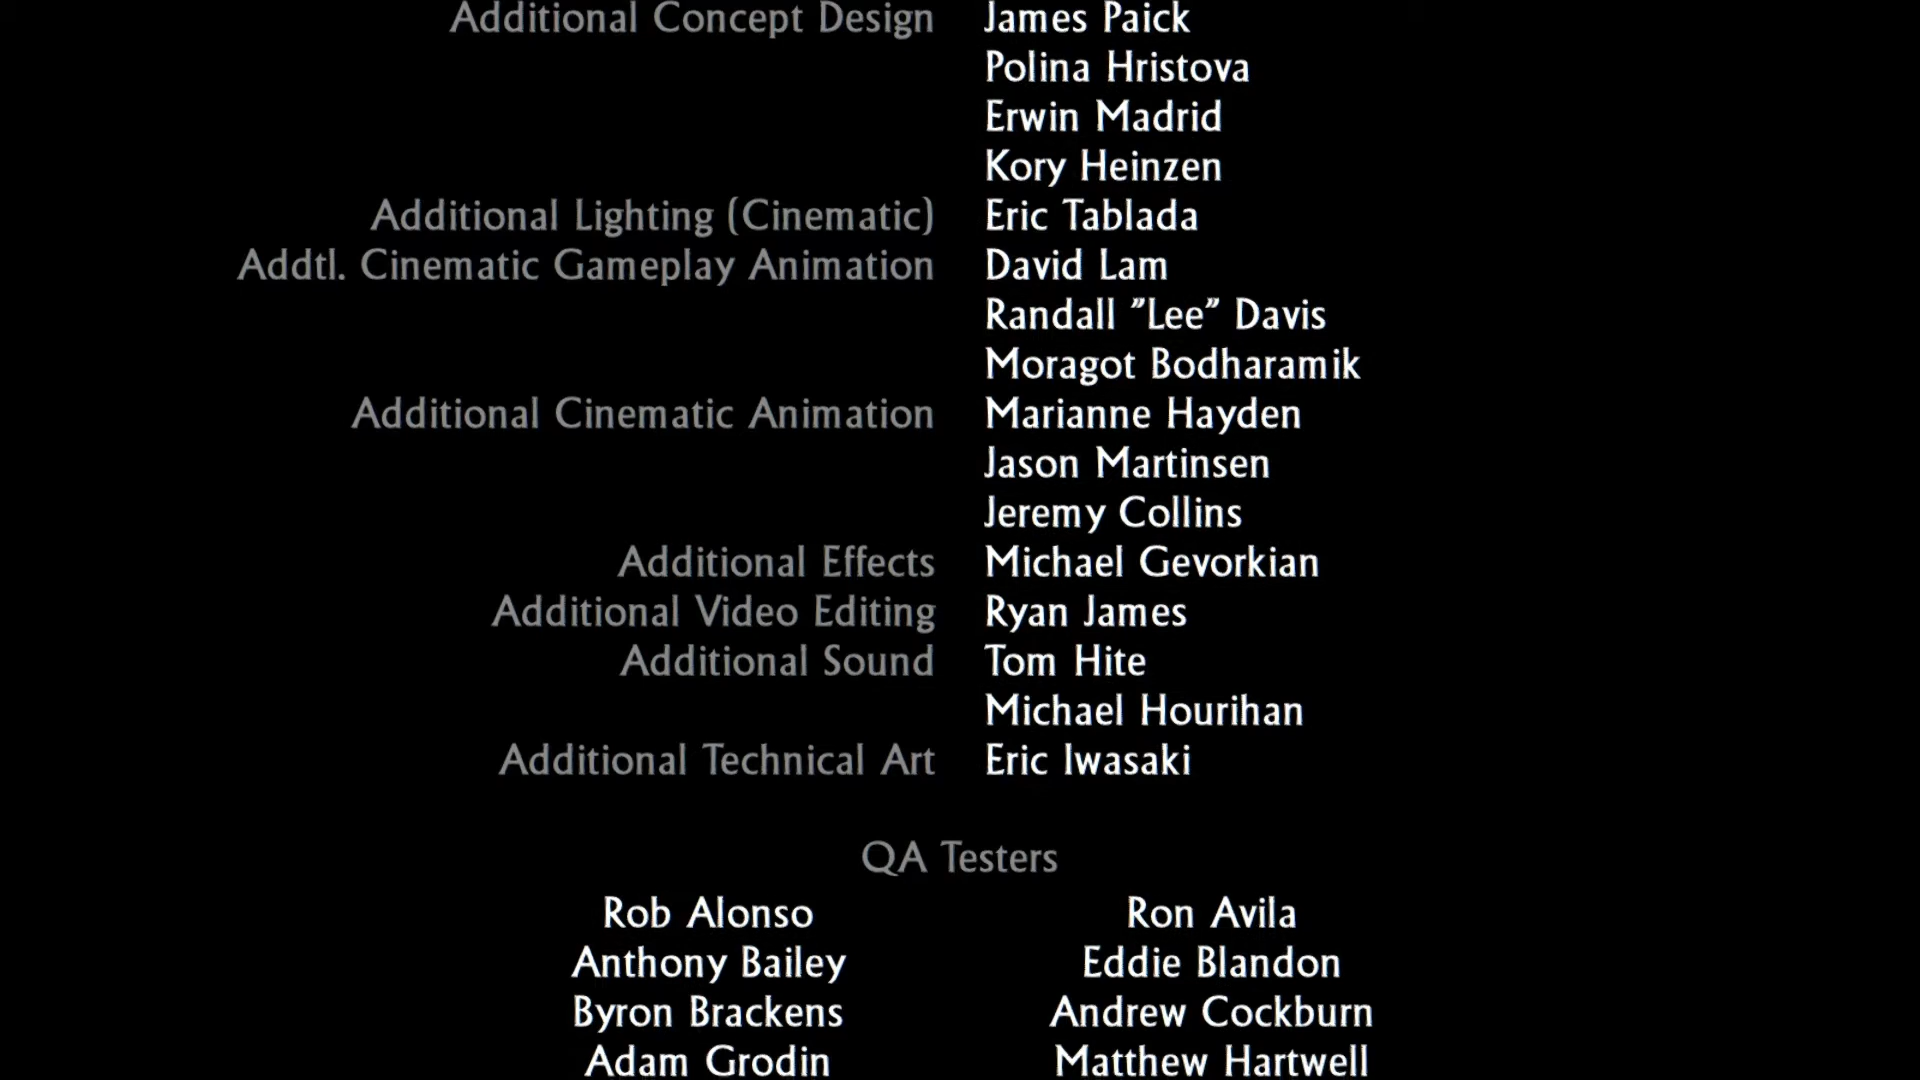 Additional Concept Design James Paick
Polina Hristova
Erwin Madrid
Kory Heinzen
Additional Lighting (Cinematic) Eric Tablada
Addtl. Cinematic Gameplay Animation David Lam
Randall "Lee" Davis
Moragot Bodharamik
Additional Cinematic Animation Marianne Hayden
Jason Martinsen
Jeremy Collins
Additional Effects Michael Gevorkian
Additional Video Editing Ryan James
Additional Sound Tom Hite
Michael Hourihan
Additional Technical Art Eric Iwasaki
QA Testers
Rob Alonso Ron Avila
Anthony Bailey Eddie Blandon
Byron Brackens Andrew Cockburn
Adam Grodin Matthew Hartwell